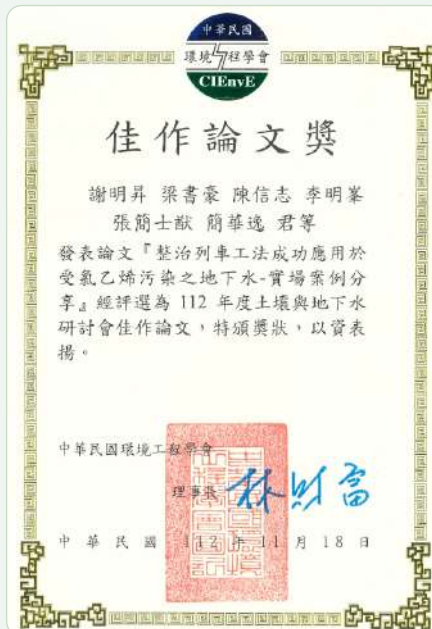 中華民國
環境工程學會
CIEnvE
佳作論文獎
謝明昇 梁書豪 陳信志 李明峯
張簡士猷 簡華逸 君等
發表論文『整治列車工法成功應用於
受氯乙烯污染之地下水-實場案例分
享』經評選為 112 年度土壤與地下水
研討會佳作論文，特頒獎狀，以資表
揚。
中華民國環境工程學會
理事長 林財富
中華民國 112 年 11 月 18 日